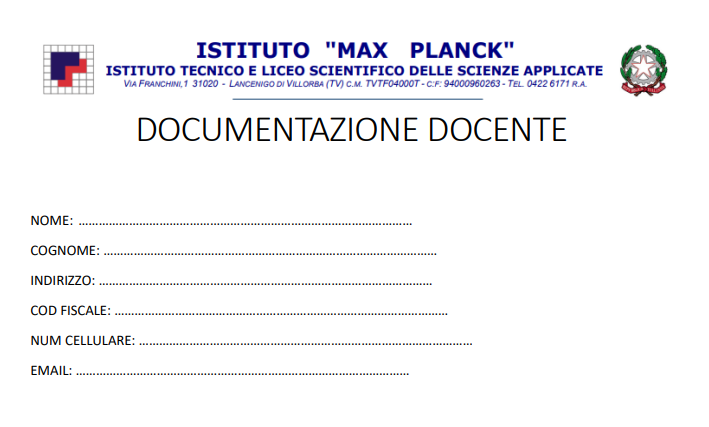 ISTITUTO "MAX PLANCK"
ISTITUTO TECNICO E LICEO SCIENTIFICO DELLE SCIENZE APPLICATE
VIA FRANCHINI,1 31020 - LANCENIGO DI VILLORBA (TV) C.M. TVTF04000T - C.F: 94000960263 - TEL. 0422 6171 R.A.
DOCUMENTAZIONE DOCENTE
NOME: ………………………………………………………………………………………
COGNOME: ………………………………………………………………………………………
INDIRIZZO: ………………………………………………………………………………………
COD FISCALE: ………………………………………………………………………………………
NUM CELLULARE: ………………………………………………………………………………………
EMAIL: ………………………………………………………………………………………